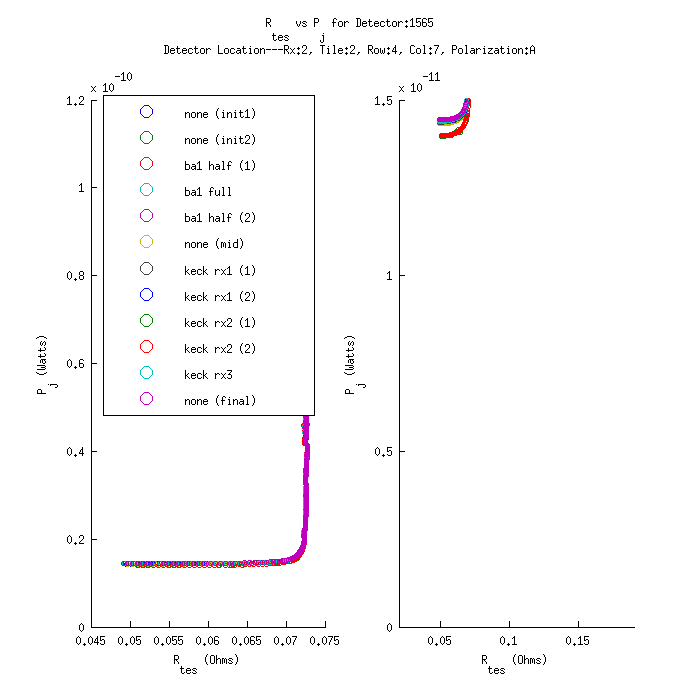 R tes vs P j for Detector:1565
Detector Location---Rx:2, Tile:2, Row:4, Col:7, Polarization:A
x 10^-10
1.2
1
0.8
0.6
0.4
0.2
0
0.045 0.05 0.055 0.06 0.065 0.07 0.075
P j (Watts)
R tes (Ohms)
none (init1)
none (init2)
ba1 half (1)
ba1 full
ba1 half (2)
none (mid)
keck rx1 (1)
keck rx1 (2)
keck rx2 (1)
keck rx2 (2)
keck rx3
none (final)
x 10^-11
1.5
1
0.5
0
0.05 0.1 0.15
P j (Watts)
R tes (Ohms)